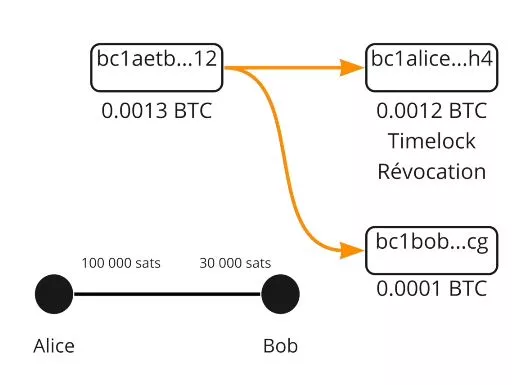 bc1aetb...12
0.0013 BTC
bc1alice...h4
0.0012 BTC
Timelock
Révocation
bc1bob...cg
0.0001 BTC
100 000 sats
30 000 sats
Alice
Bob